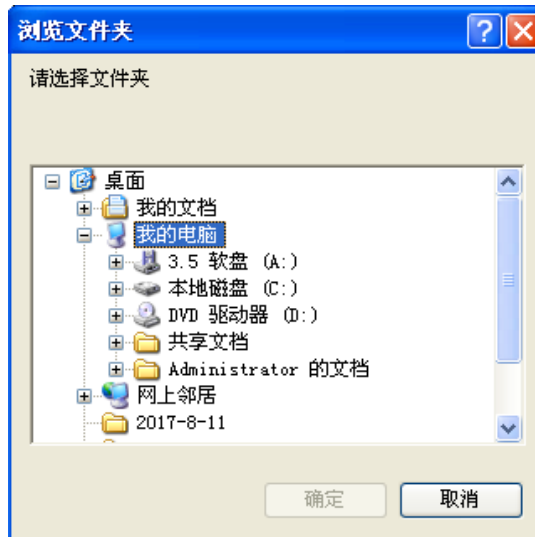 浏览文件夹
请选择文件夹
桌面
我的文档
我的电脑
3.5 软盘 (A:)
本地磁盘 (C:)
DVD 驱动器 (D:)
共享文档
Administrator 的文档
网上邻居
2017-8-11
确定
取消